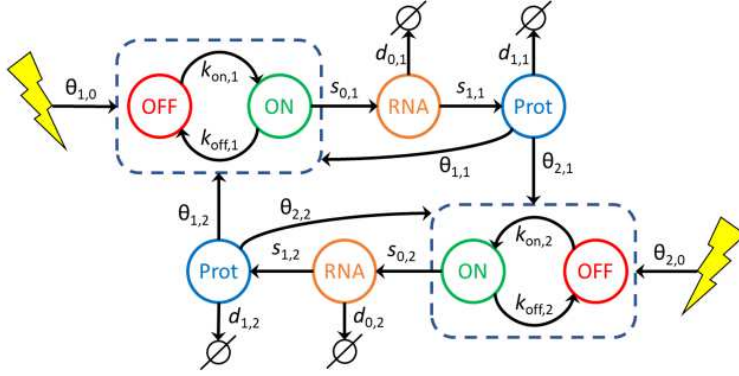 d₀,₁ d₁,₁
θ₁,₀ OFF kon,1 ON s₀,₁ RNA s₁,₁ Prot
koff,1
θ₁,₁ θ₂,₁
θ₁,₂ θ₂,₂
Prot s₁,₂ RNA s₀,₂ ON kon,2 OFF θ₂,₀
koff,2
d₁,₂ d₀,₂